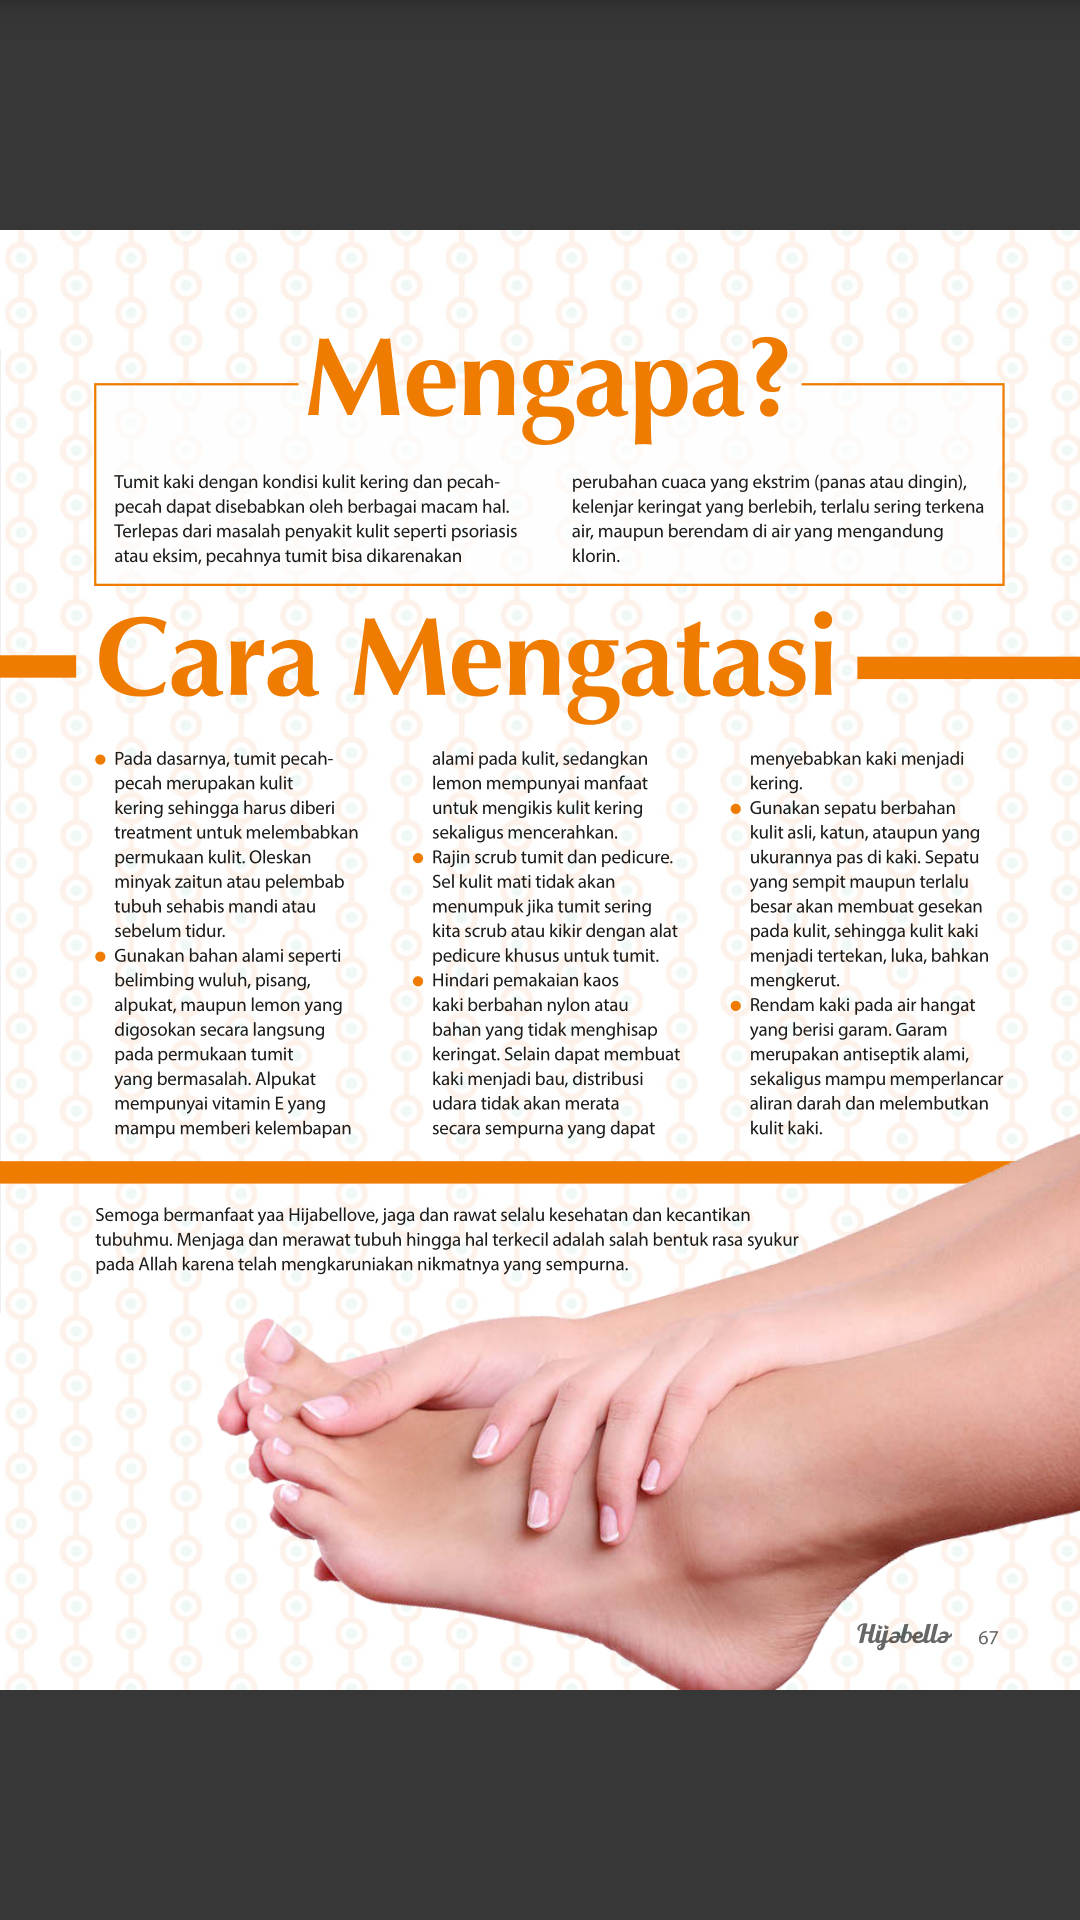 Mengapa?
Tumit kaki dengan kondisi kulit kering dan pecah-
pecah dapat disebabkan oleh berbagai macam hal.
Terlepas dari masalah penyakit kulit seperti psoriasis
atau eksim, pecahnya tumit bisa dikarenakan
perubahan cuaca yang ekstrim (panas atau dingin),
kelenjar keringat yang berlebih, terlalu sering terkena
air, maupun berendam di air yang mengandung
klorin.
Cara Mengatasi
● Pada dasarnya, tumit pecah-
pecah merupakan kulit
kering sehingga harus diberi
treatment untuk melembabkan
permukaan kulit. Oleskan
minyak zaitun atau pelembab
tubuh sehabis mandi atau
sebelum tidur.
● Gunakan bahan alami seperti
belimbing wuluh, pisang,
alpukat, maupun lemon yang
digosokan secara langsung
pada permukaan tumit
yang bermasalah. Alpukat
mempunyai vitamin E yang
mampu memberi kelembapan
alami pada kulit, sedangkan
lemon mempunyai manfaat
untuk mengikis kulit kering
sekaligus mencerahkan.
● Rajin scrub tumit dan pedicure.
Sel kulit mati tidak akan
menumpuk jika tumit sering
kita scrub atau kikir dengan alat
pedicure khusus untuk tumit.
● Hindari pemakaian kaos
kaki berbahan nylon atau
bahan yang tidak menghisap
keringat. Selain dapat membuat
kaki menjadi bau, distribusi
udara tidak akan merata
secara sempurna yang dapat
menyebabkan kaki menjadi
kering.
● Gunakan sepatu berbahan
kulit asli, katun, ataupun yang
ukurannya pas di kaki. Sepatu
yang sempit maupun terlalu
besar akan membuat gesekan
pada kulit, sehingga kulit kaki
menjadi tertekan, luka, bahkan
mengkerut.
● Rendam kaki pada air hangat
yang berisi garam. Garam
merupakan antiseptik alami,
sekaligus mampu memperlancar
aliran darah dan melembutkan
kulit kaki.
Semoga bermanfaat yaa Hijabellove, jaga dan rawat selalu kesehatan dan kecantikan
tubuhmu. Menjaga dan merawat tubuh hingga hal terkecil adalah salah bentuk rasa syukur
pada Allah karena telah mengkaruniakan nikmatnya yang sempurna.
Hijabella 67